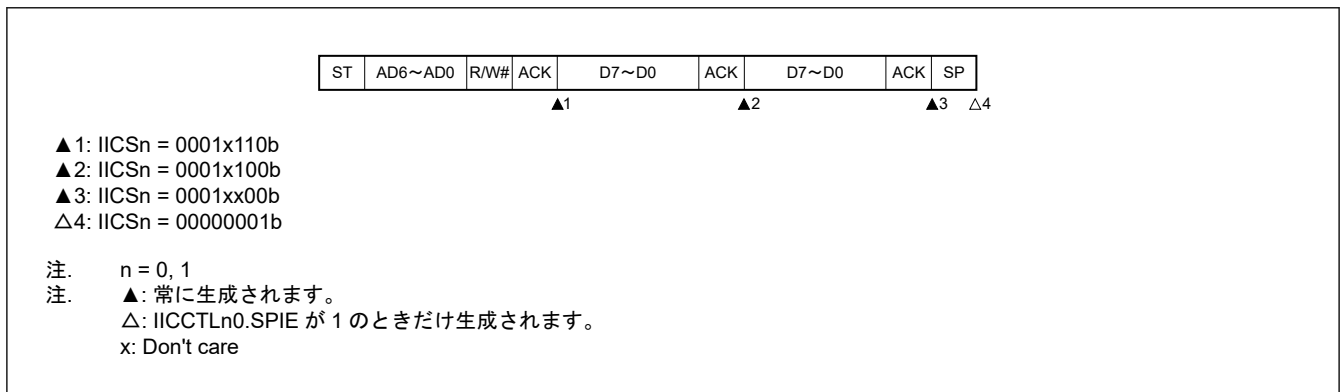 ST AD6～AD0 R/W# ACK D7～D0 ACK D7～D0 ACK SP
▲1 ▲2 ▲3 △4
▲1: IICSn = 0001x110b
▲2: IICSn = 0001x100b
▲3: IICSn = 0001xx00b
△4: IICSn = 00000001b
注. n = 0, 1
注. ▲: 常に生成されます。
△: IICCTLn0.SPIE が 1 のときだけ生成されます。
x: Don't care